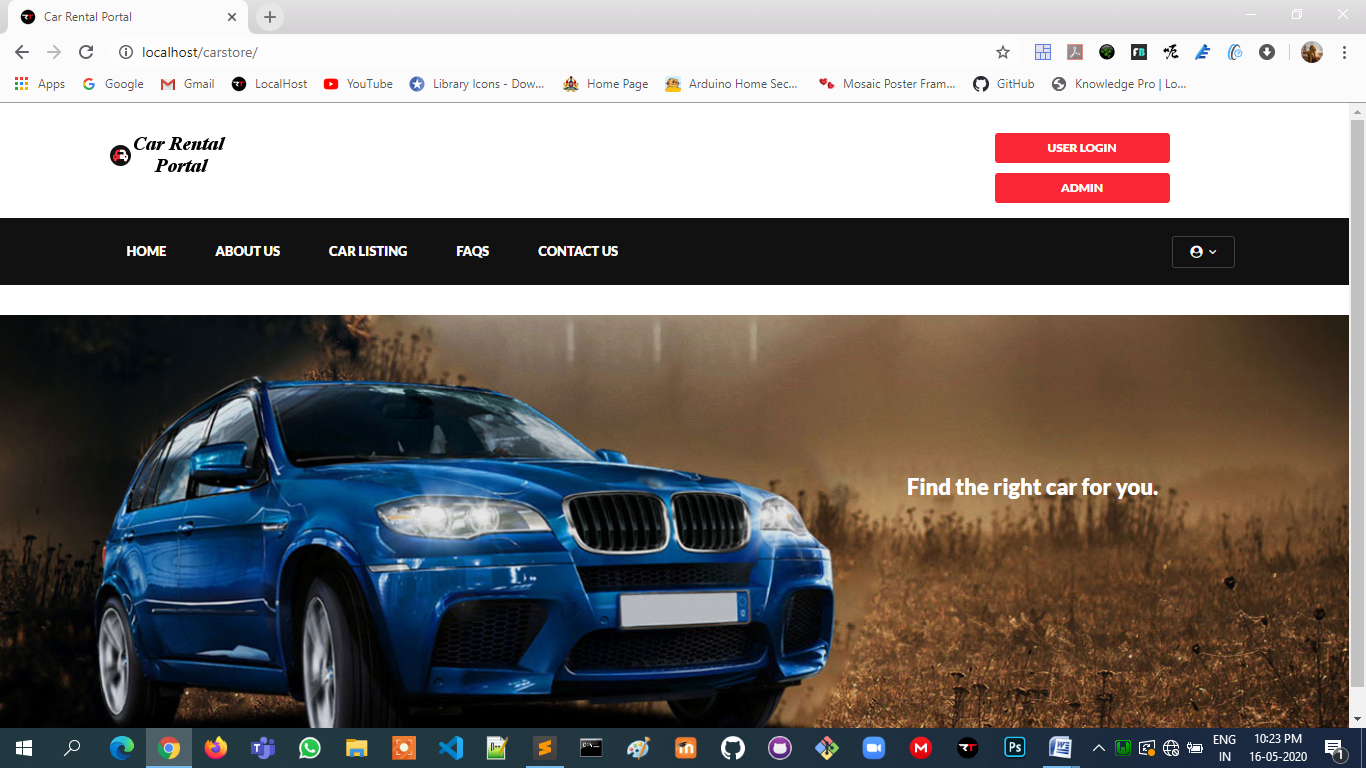 Car Rental Portal
localhost/carstore/
Apps Google Gmail LocalHost YouTube Library Icons - Dow... Home Page Arduino Home Sec... Mosaic Poster Fram... GitHub Knowledge Pro | Lo...
Car Rental
Portal
USER LOGIN
ADMIN
HOME ABOUT US CAR LISTING FAQS CONTACT US
Find the right car for you.
ENG 10:23 PM
IN 16-05-2020